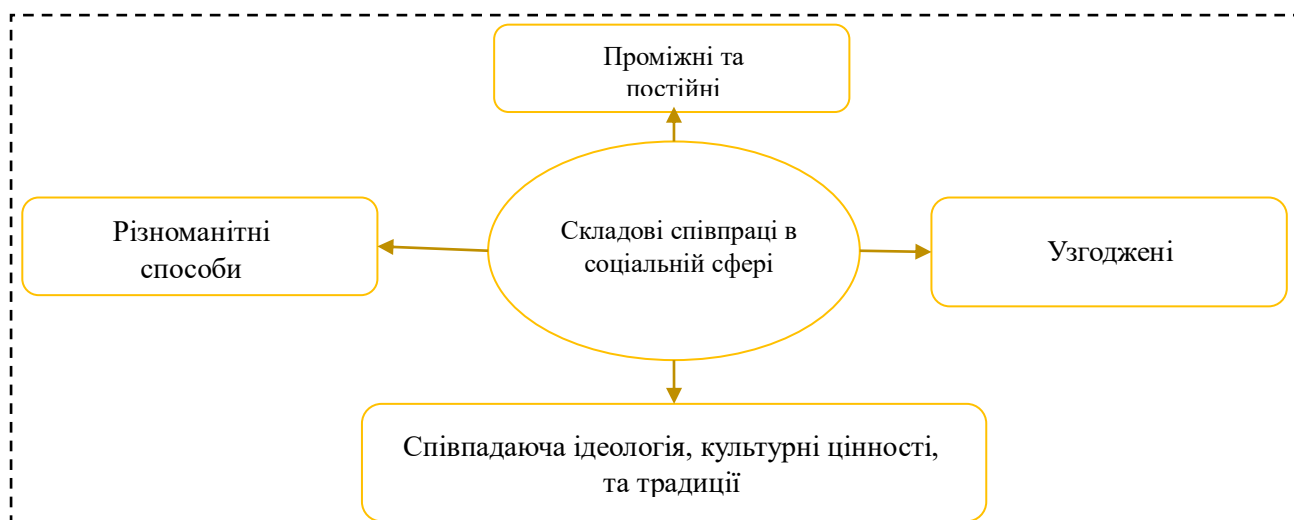 Проміжні та
постійні
Різноманітні
способи
Складові співпраці в
соціальній сфері
Узгоджені
Співпадаюча ідеологія, культурні цінності,
та традиції